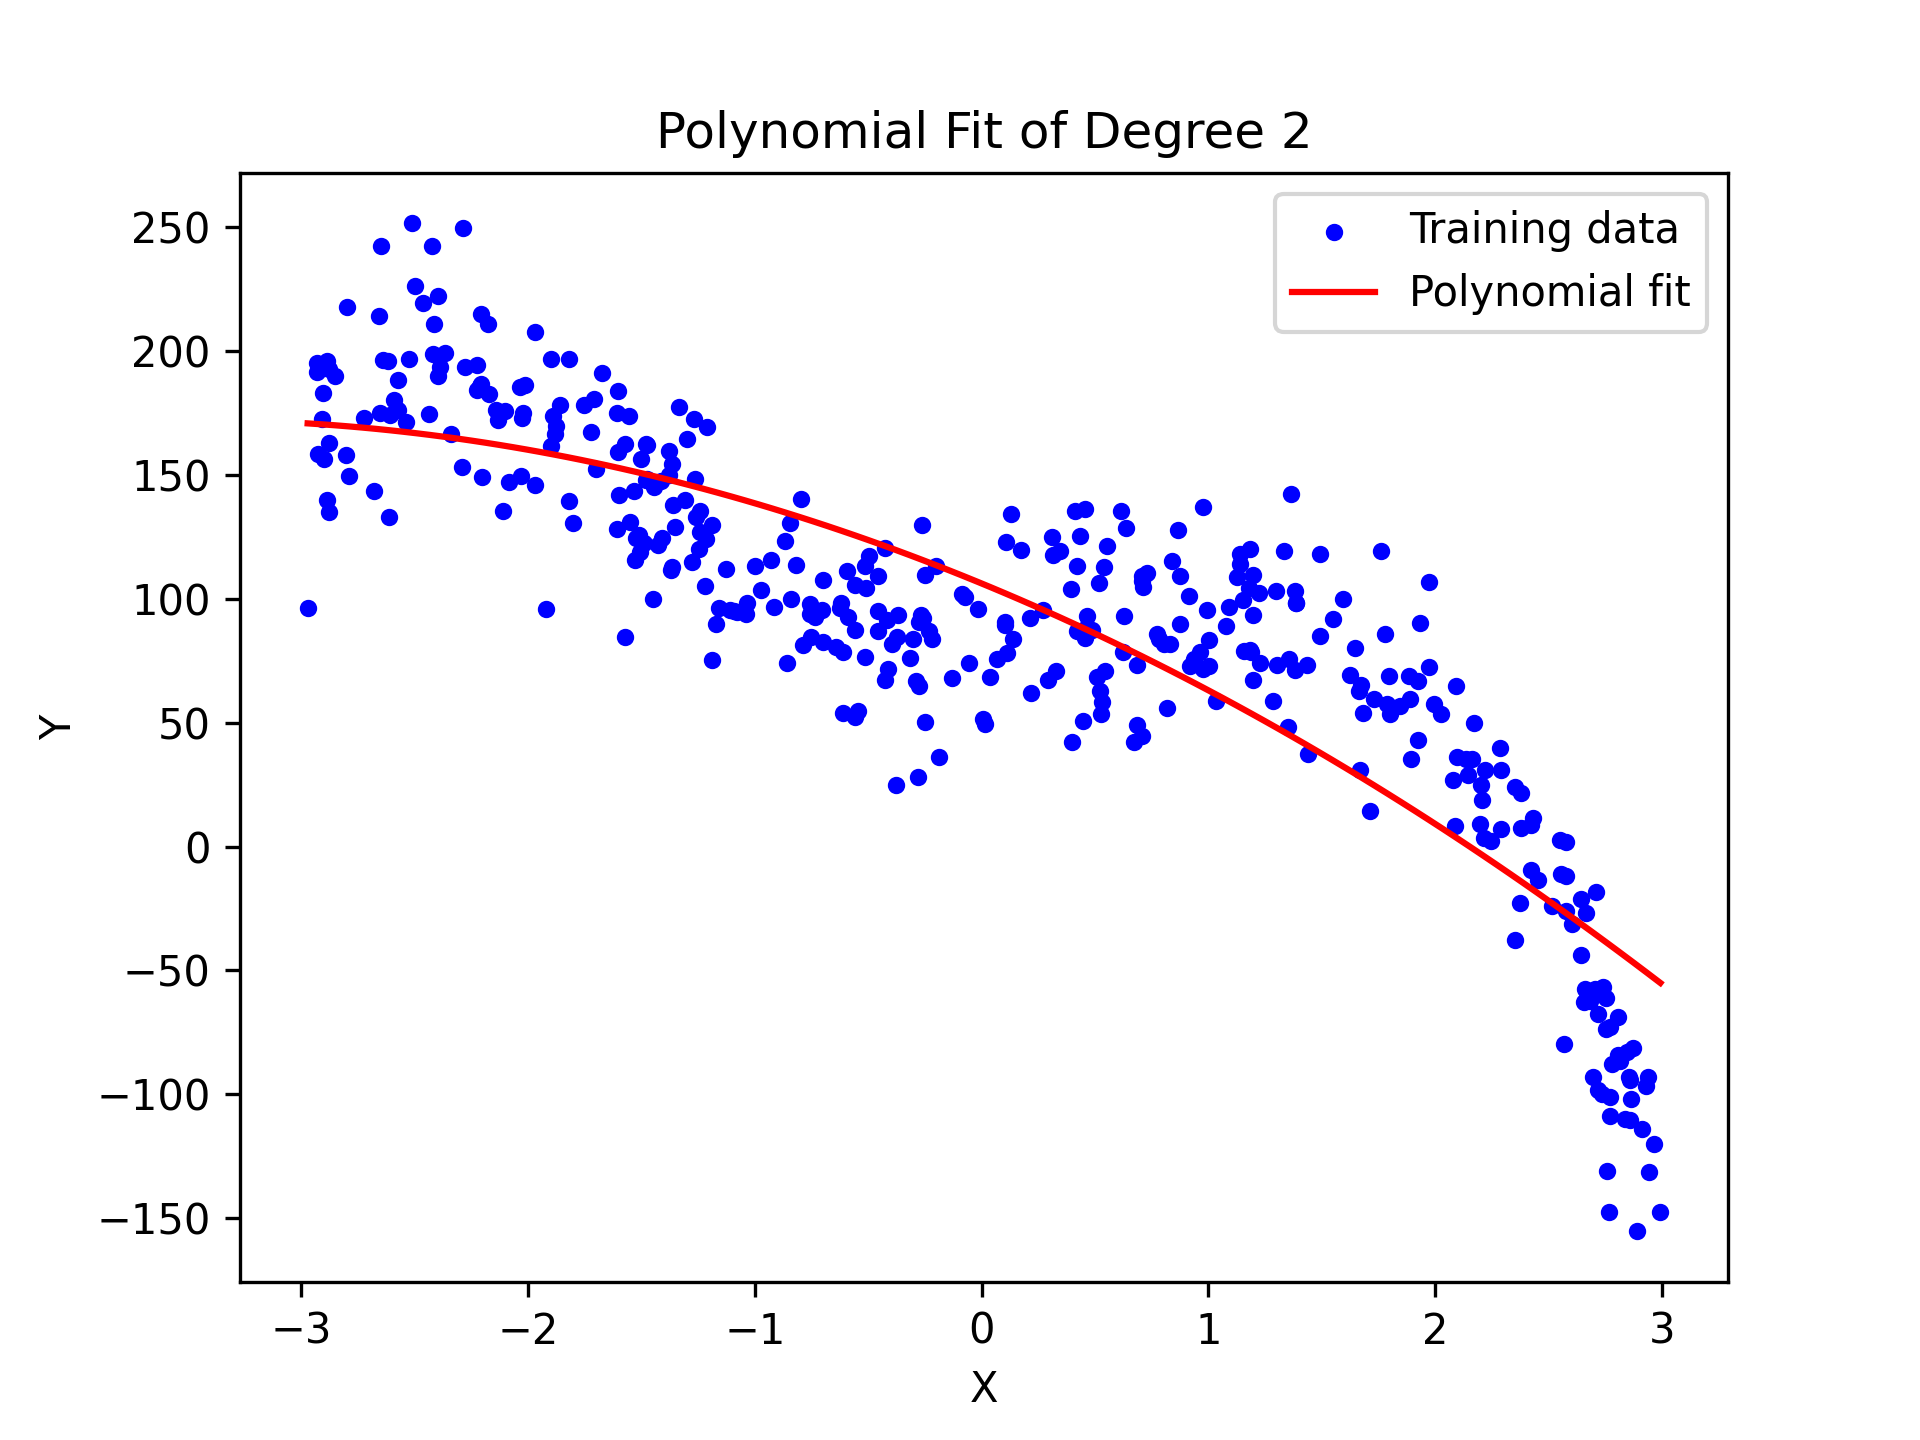 Polynomial Fit of Degree 2
Training data
Polynomial fit
250
200
150
100
50
0
−50
−100
−150
Y
−3 −2 −1 0 1 2 3
X